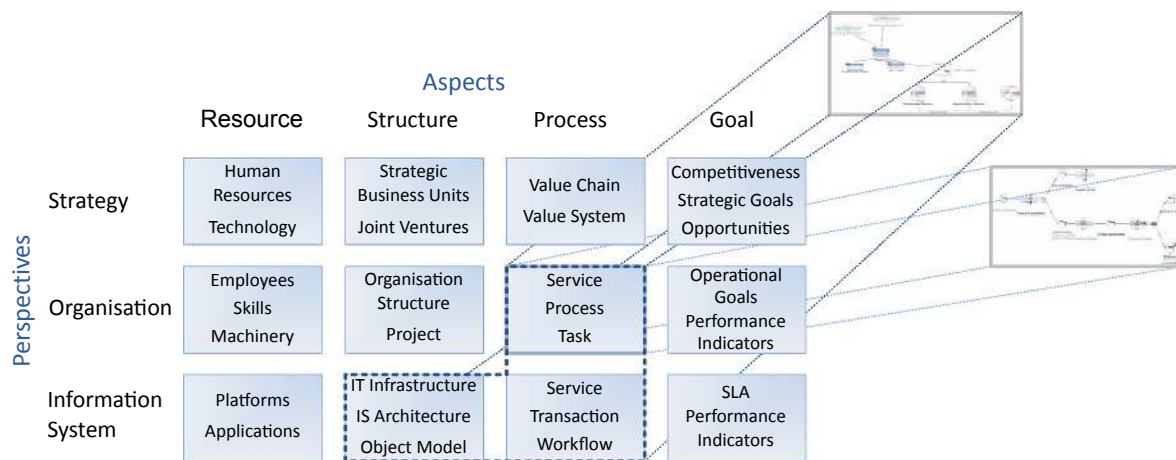 Aspects
Resource
Structure
Process
Goal
Perspectives
Strategy
Human
Resources
Technology
Strategic
Business Units
Joint Ventures
Value Chain
Value System
Competitiveness
Strategic Goals
Opportunities
Organisation
Employees
Skills
Machinery
Organisation
Structure
Project
Service
Process
Task
Operational
Goals
Performance
Indicators
Information
System
Platforms
Applications
IT Infrastructure
IS Architecture
Object Model
Service
Transaction
Workflow
SLA
Performance
Indicators